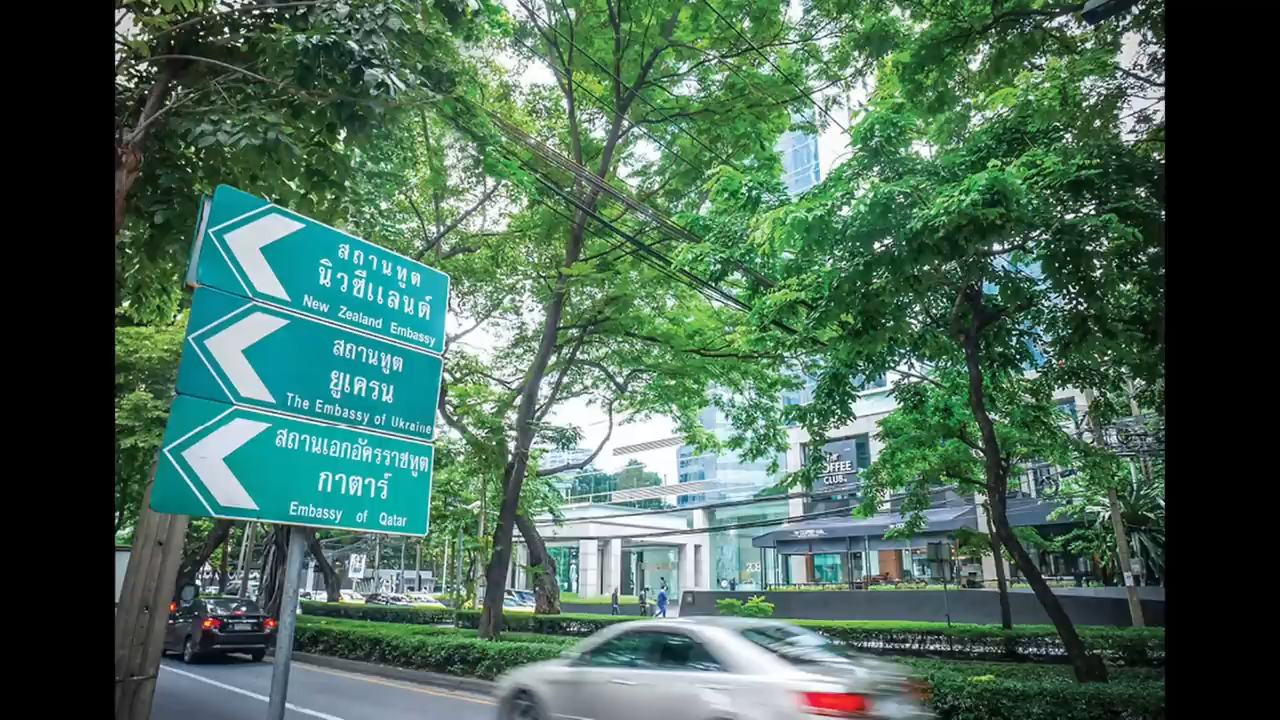 สถานทูต
นิวซีแลนด์
New Zealand Embassy
สถานทูต
ยูเครน
The Embassy of Ukraine
สถานเอกอัครราชทูต
กาตาร์
Embassy of Qatar
THE
COFFEE
CLUB
208